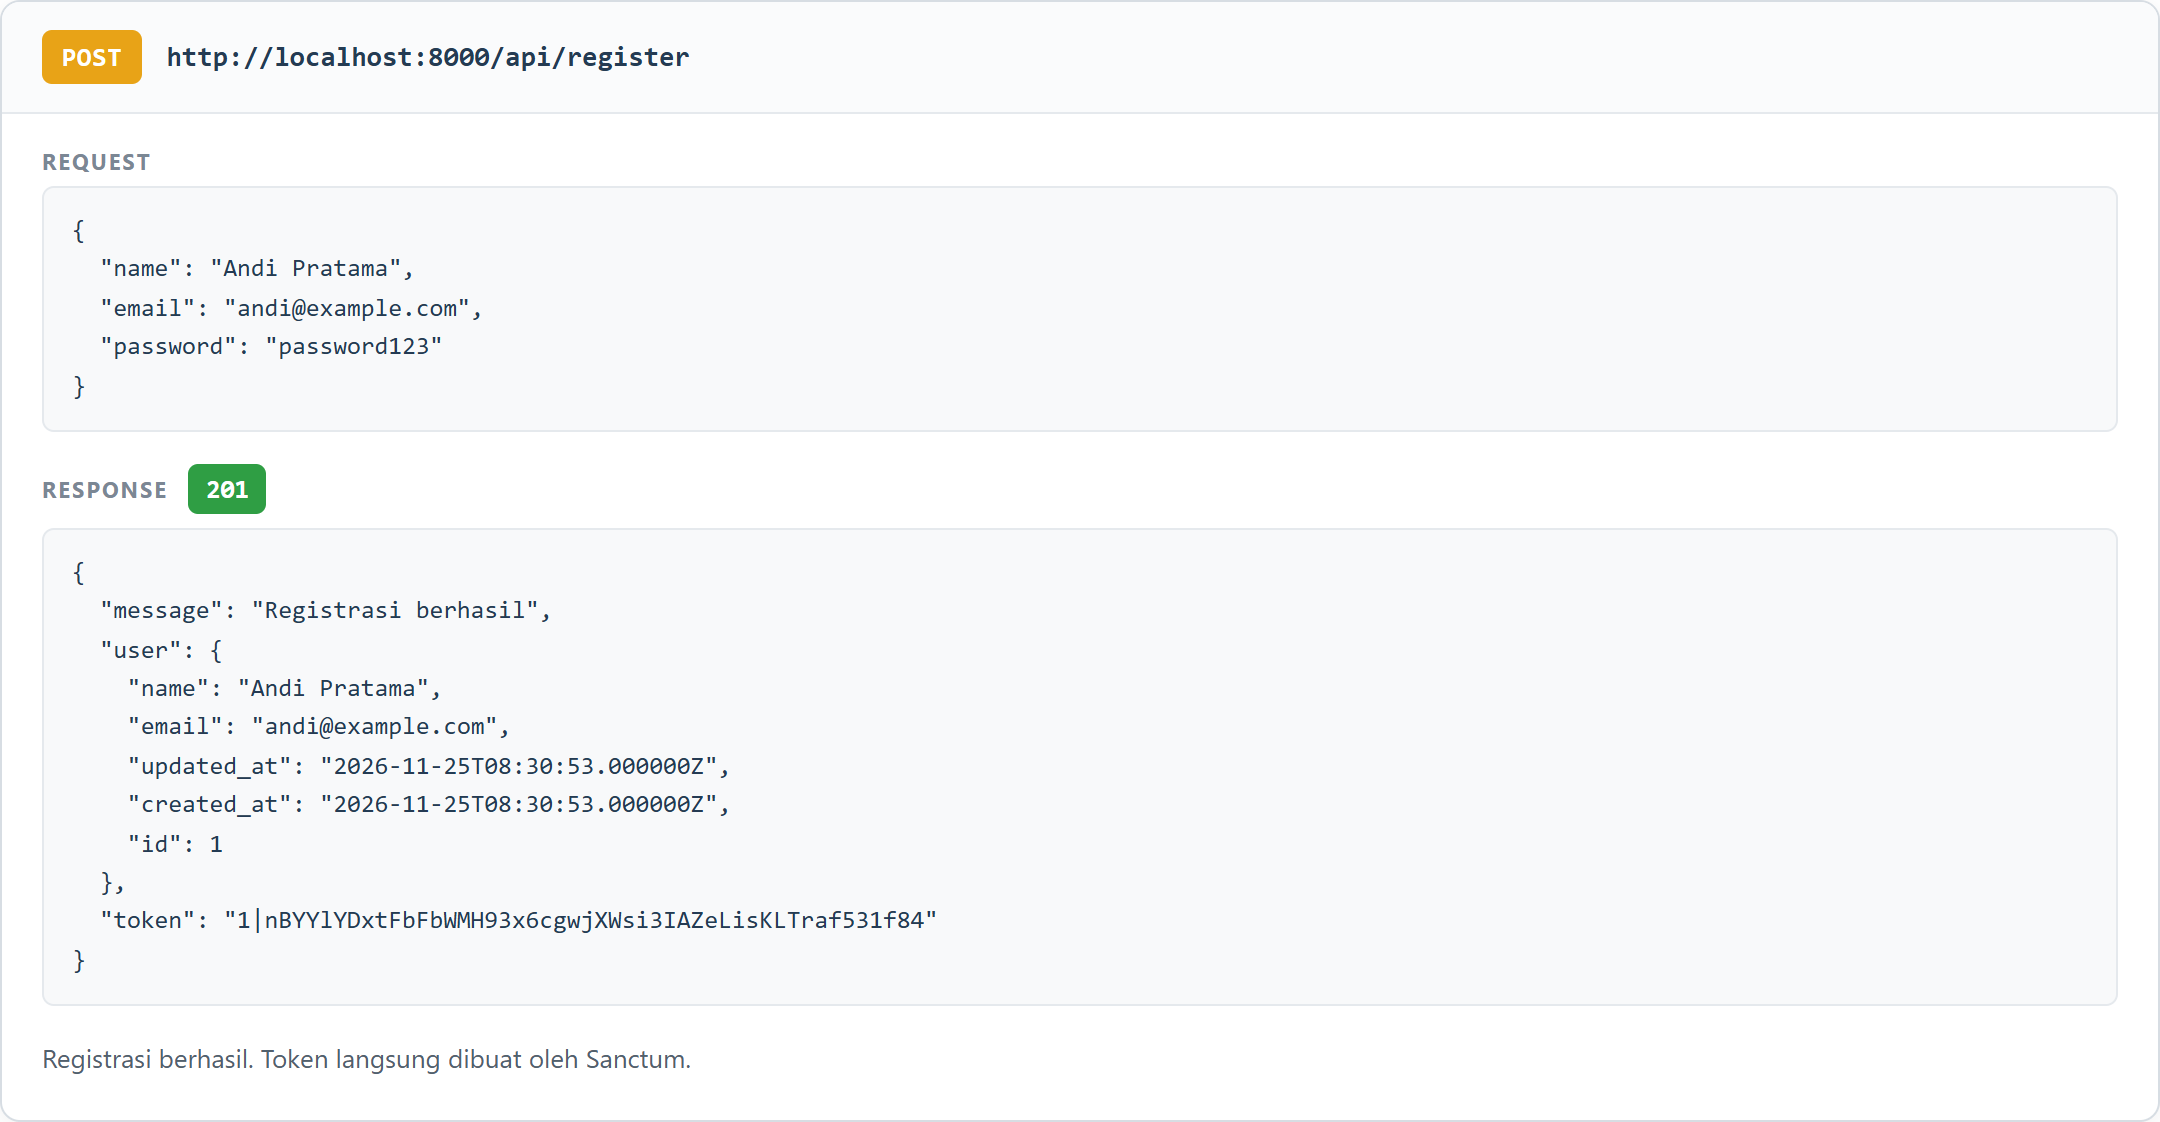 POST http://localhost:8000/api/register
REQUEST
{
  "name": "Andi Pratama",
  "email": "andi@example.com",
  "password": "password123"
}
RESPONSE 201
{
  "message": "Registrasi berhasil",
  "user": {
    "name": "Andi Pratama",
    "email": "andi@example.com",
    "updated_at": "2026-11-25T08:30:53.000000Z",
    "created_at": "2026-11-25T08:30:53.000000Z",
    "id": 1
  },
  "token": "1|nBYYlYDxtFbFbWMH93x6cgwjXWsi3IAZeLisKLTraf531f84"
}
Registrasi berhasil. Token langsung dibuat oleh Sanctum.